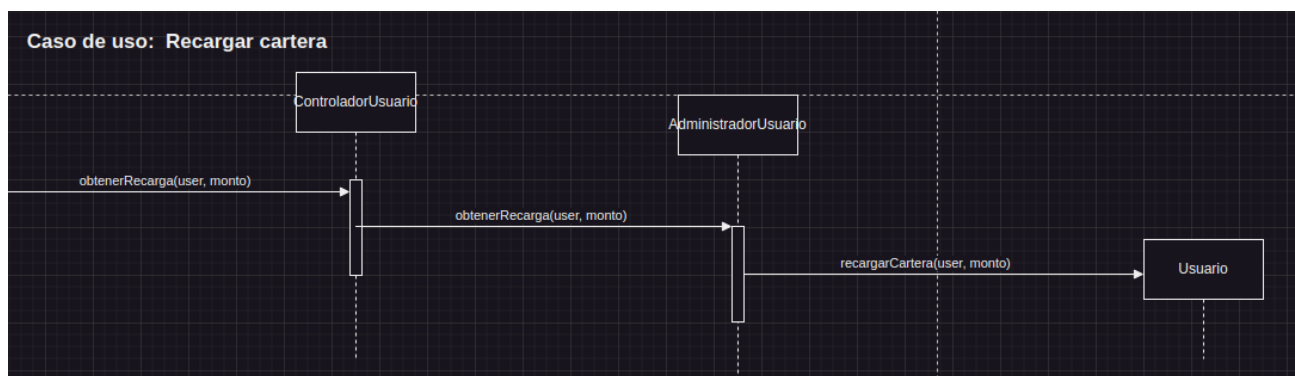 Caso de uso:  Recargar cartera
ControladorUsuario
AdministradorUsuario
obtenerRecarga(user, monto)
obtenerRecarga(user, monto)
recargarCartera(user, monto)
Usuario